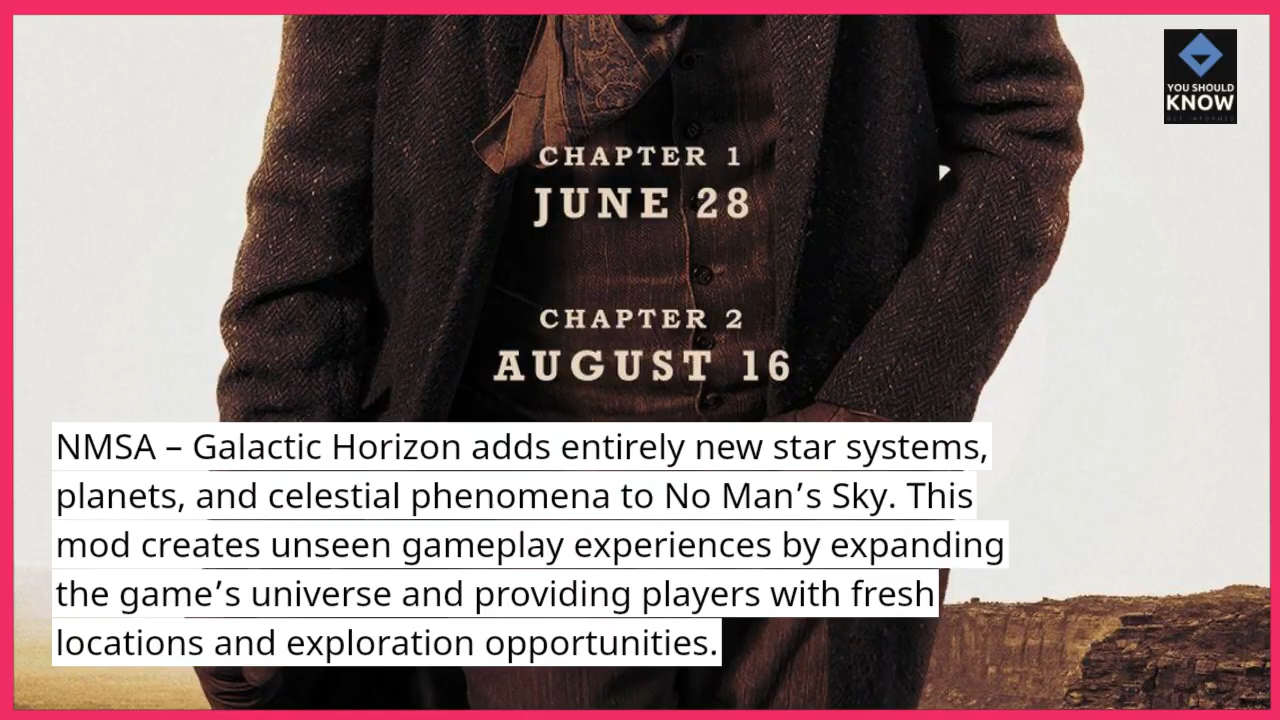 YOU SHOULD
KNOW
GET INFORMED
CHAPTER 1
JUNE 28
CHAPTER 2
AUGUST 16
NMSA – Galactic Horizon adds entirely new star systems,
planets, and celestial phenomena to No Man’s Sky. This
mod creates unseen gameplay experiences by expanding
the game’s universe and providing players with fresh
locations and exploration opportunities.